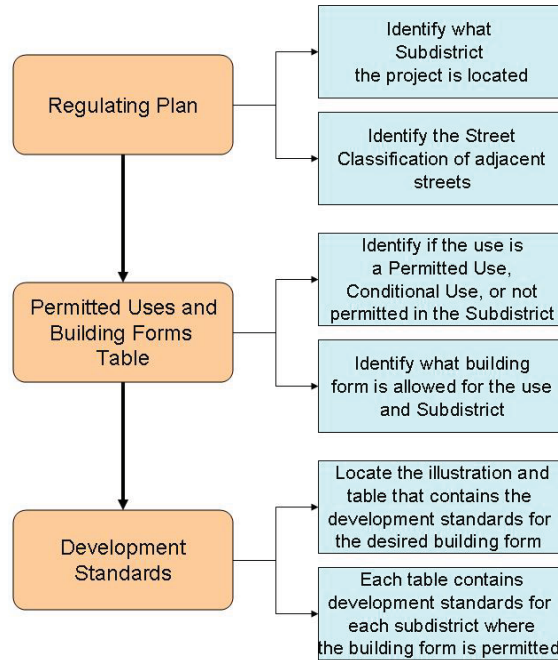 Regulating Plan
Identify what
Subdistrict
the project is located
Identify the Street
Classification of adjacent
streets
Permitted Uses and
Building Forms
Table
Identify if the use is
a Permitted Use,
Conditional Use, or not
permitted in the Subdistrict
Identify what building
form is allowed for the use
and Subdistrict
Development
Standards
Locate the illustration and
table that contains the
development standards for
the desired building form
Each table contains
development standards for
each subdistrict where
the building form is permitted